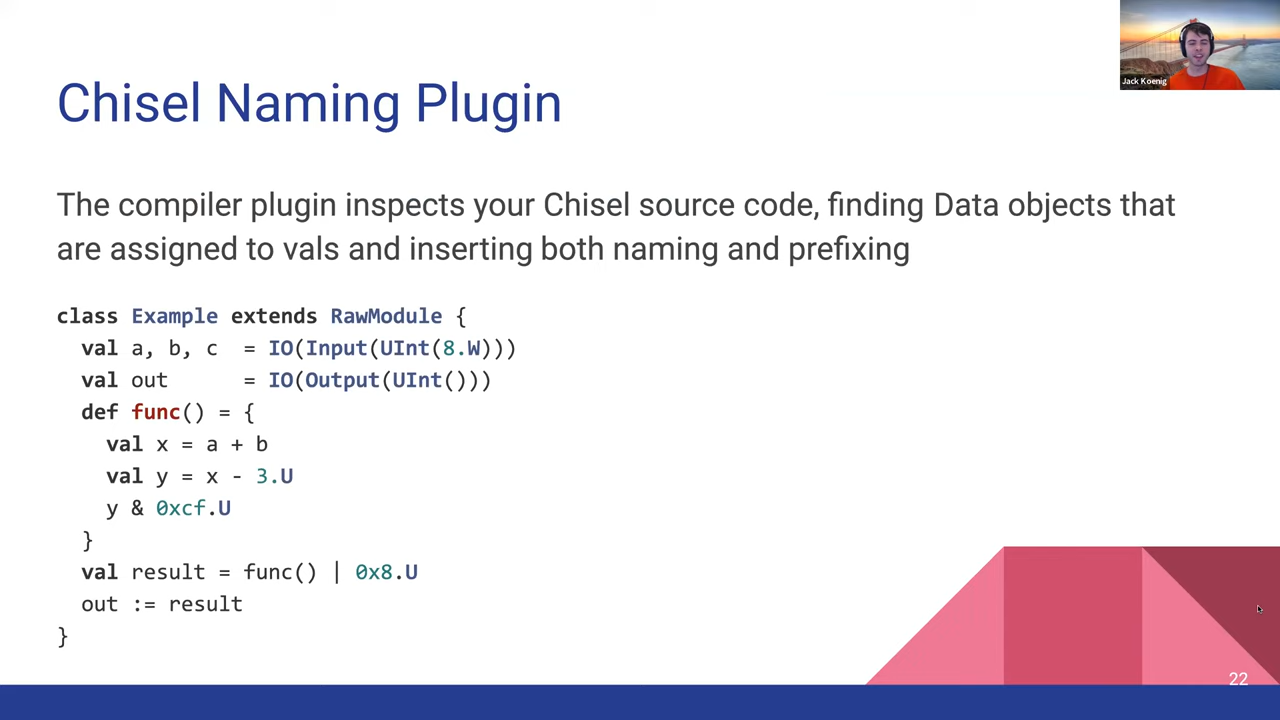 Jack Koenig
Chisel Naming Plugin
The compiler plugin inspects your Chisel source code, finding Data objects that
are assigned to vals and inserting both naming and prefixing
class Example extends RawModule {
  val a, b, c  = IO(Input(UInt(8.W)))
  val out      = IO(Output(UInt()))
  def func() = {
    val x = a + b
    val y = x - 3.U
    y & 0xcf.U
  }
  val result = func() | 0x8.U
  out := result
}
22